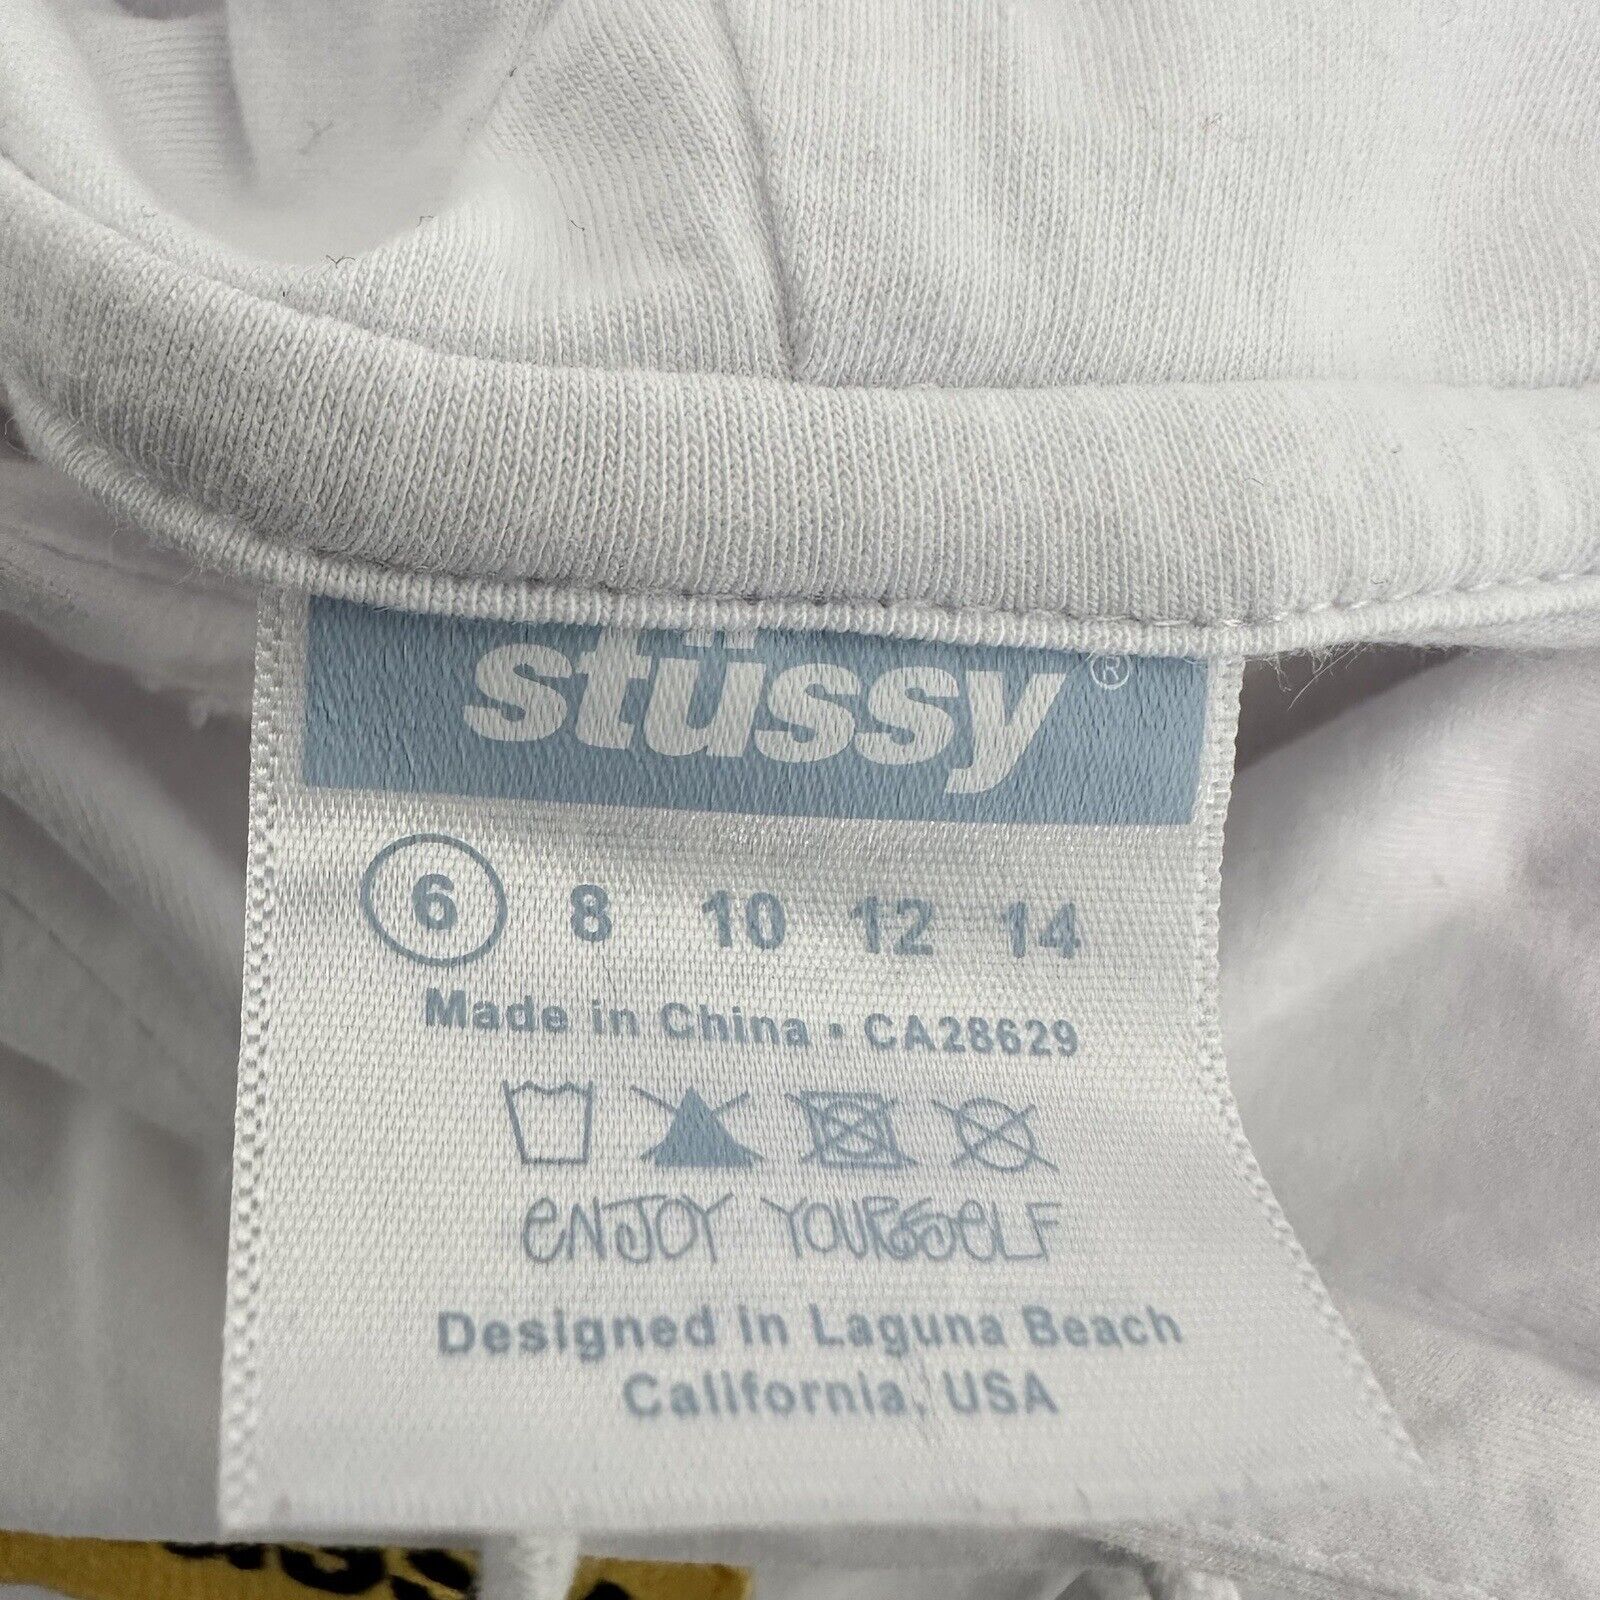 stüssy®
6 8 10 12 14
Made in China • CA28629
ENJOY YOURSELF
Designed in Laguna Beach
California, USA